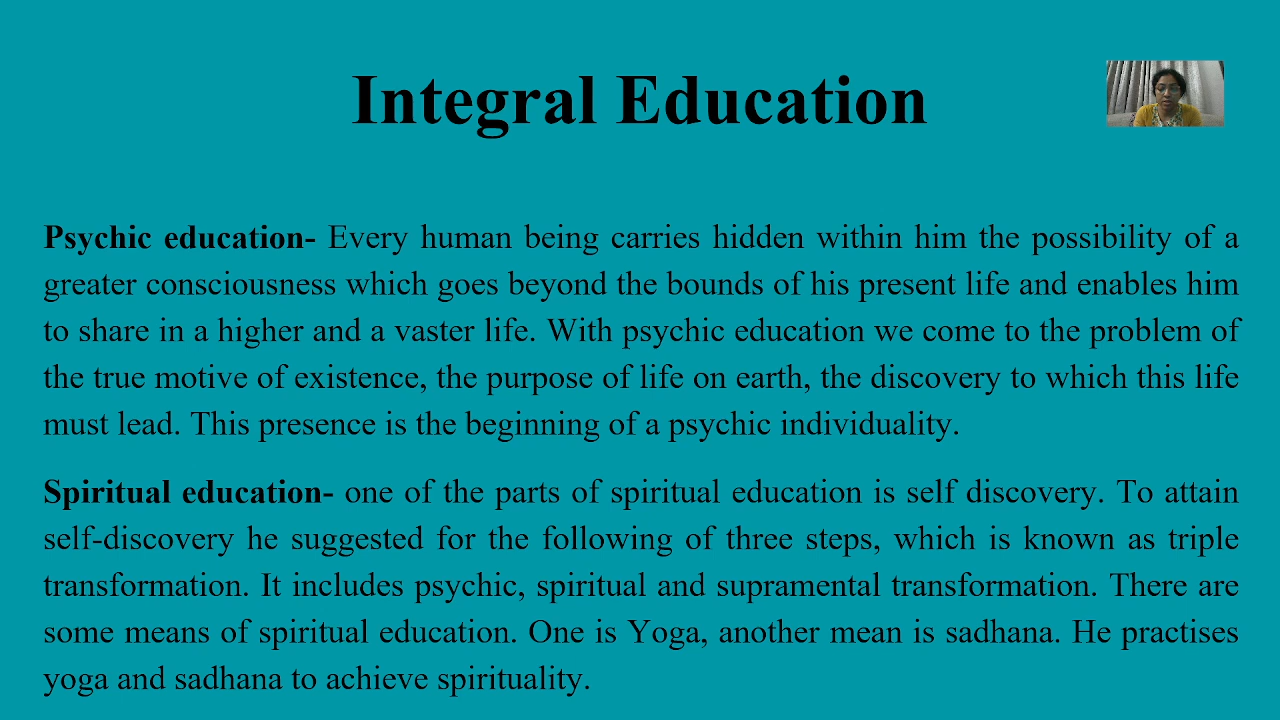 Integral Education
Psychic education- Every human being carries hidden within him the possibility of a
greater consciousness which goes beyond the bounds of his present life and enables him
to share in a higher and a vaster life. With psychic education we come to the problem of
the true motive of existence, the purpose of life on earth, the discovery to which this life
must lead. This presence is the beginning of a psychic individuality.
Spiritual education- one of the parts of spiritual education is self discovery. To attain
self-discovery he suggested for the following of three steps, which is known as triple
transformation. It includes psychic, spiritual and supramental transformation. There are
some means of spiritual education. One is Yoga, another mean is sadhana. He practises
yoga and sadhana to achieve spirituality.